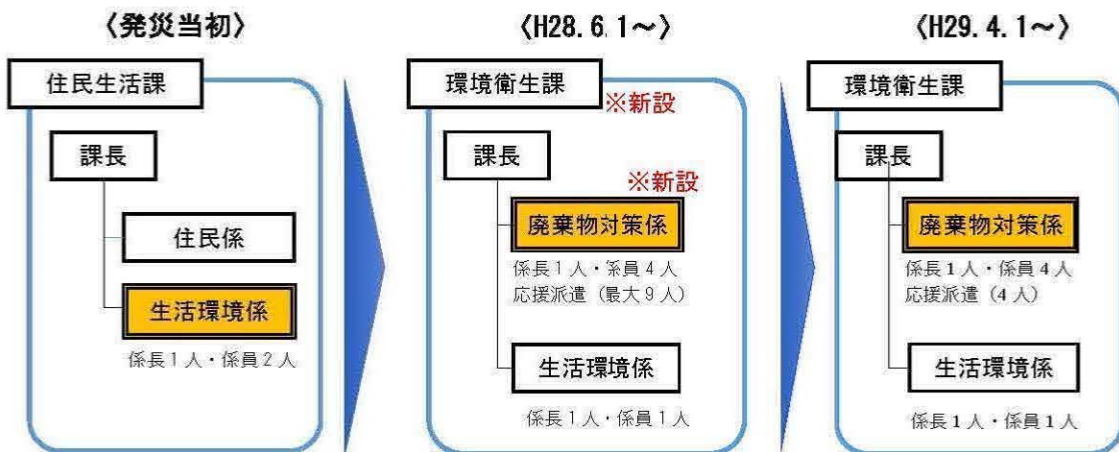 〈発災当初〉
住民生活課
課長
住民係
生活環境係
係長1人・係員2人
〈H28.6.1～〉
環境衛生課
※新設
課長
※新設
廃棄物対策係
係長1人・係員4人
応援派遣（最大9人）
生活環境係
係長1人・係員1人
〈H29.4.1～〉
環境衛生課
課長
廃棄物対策係
係長1人・係員4人
応援派遣（4人）
生活環境係
係長1人・係員1人